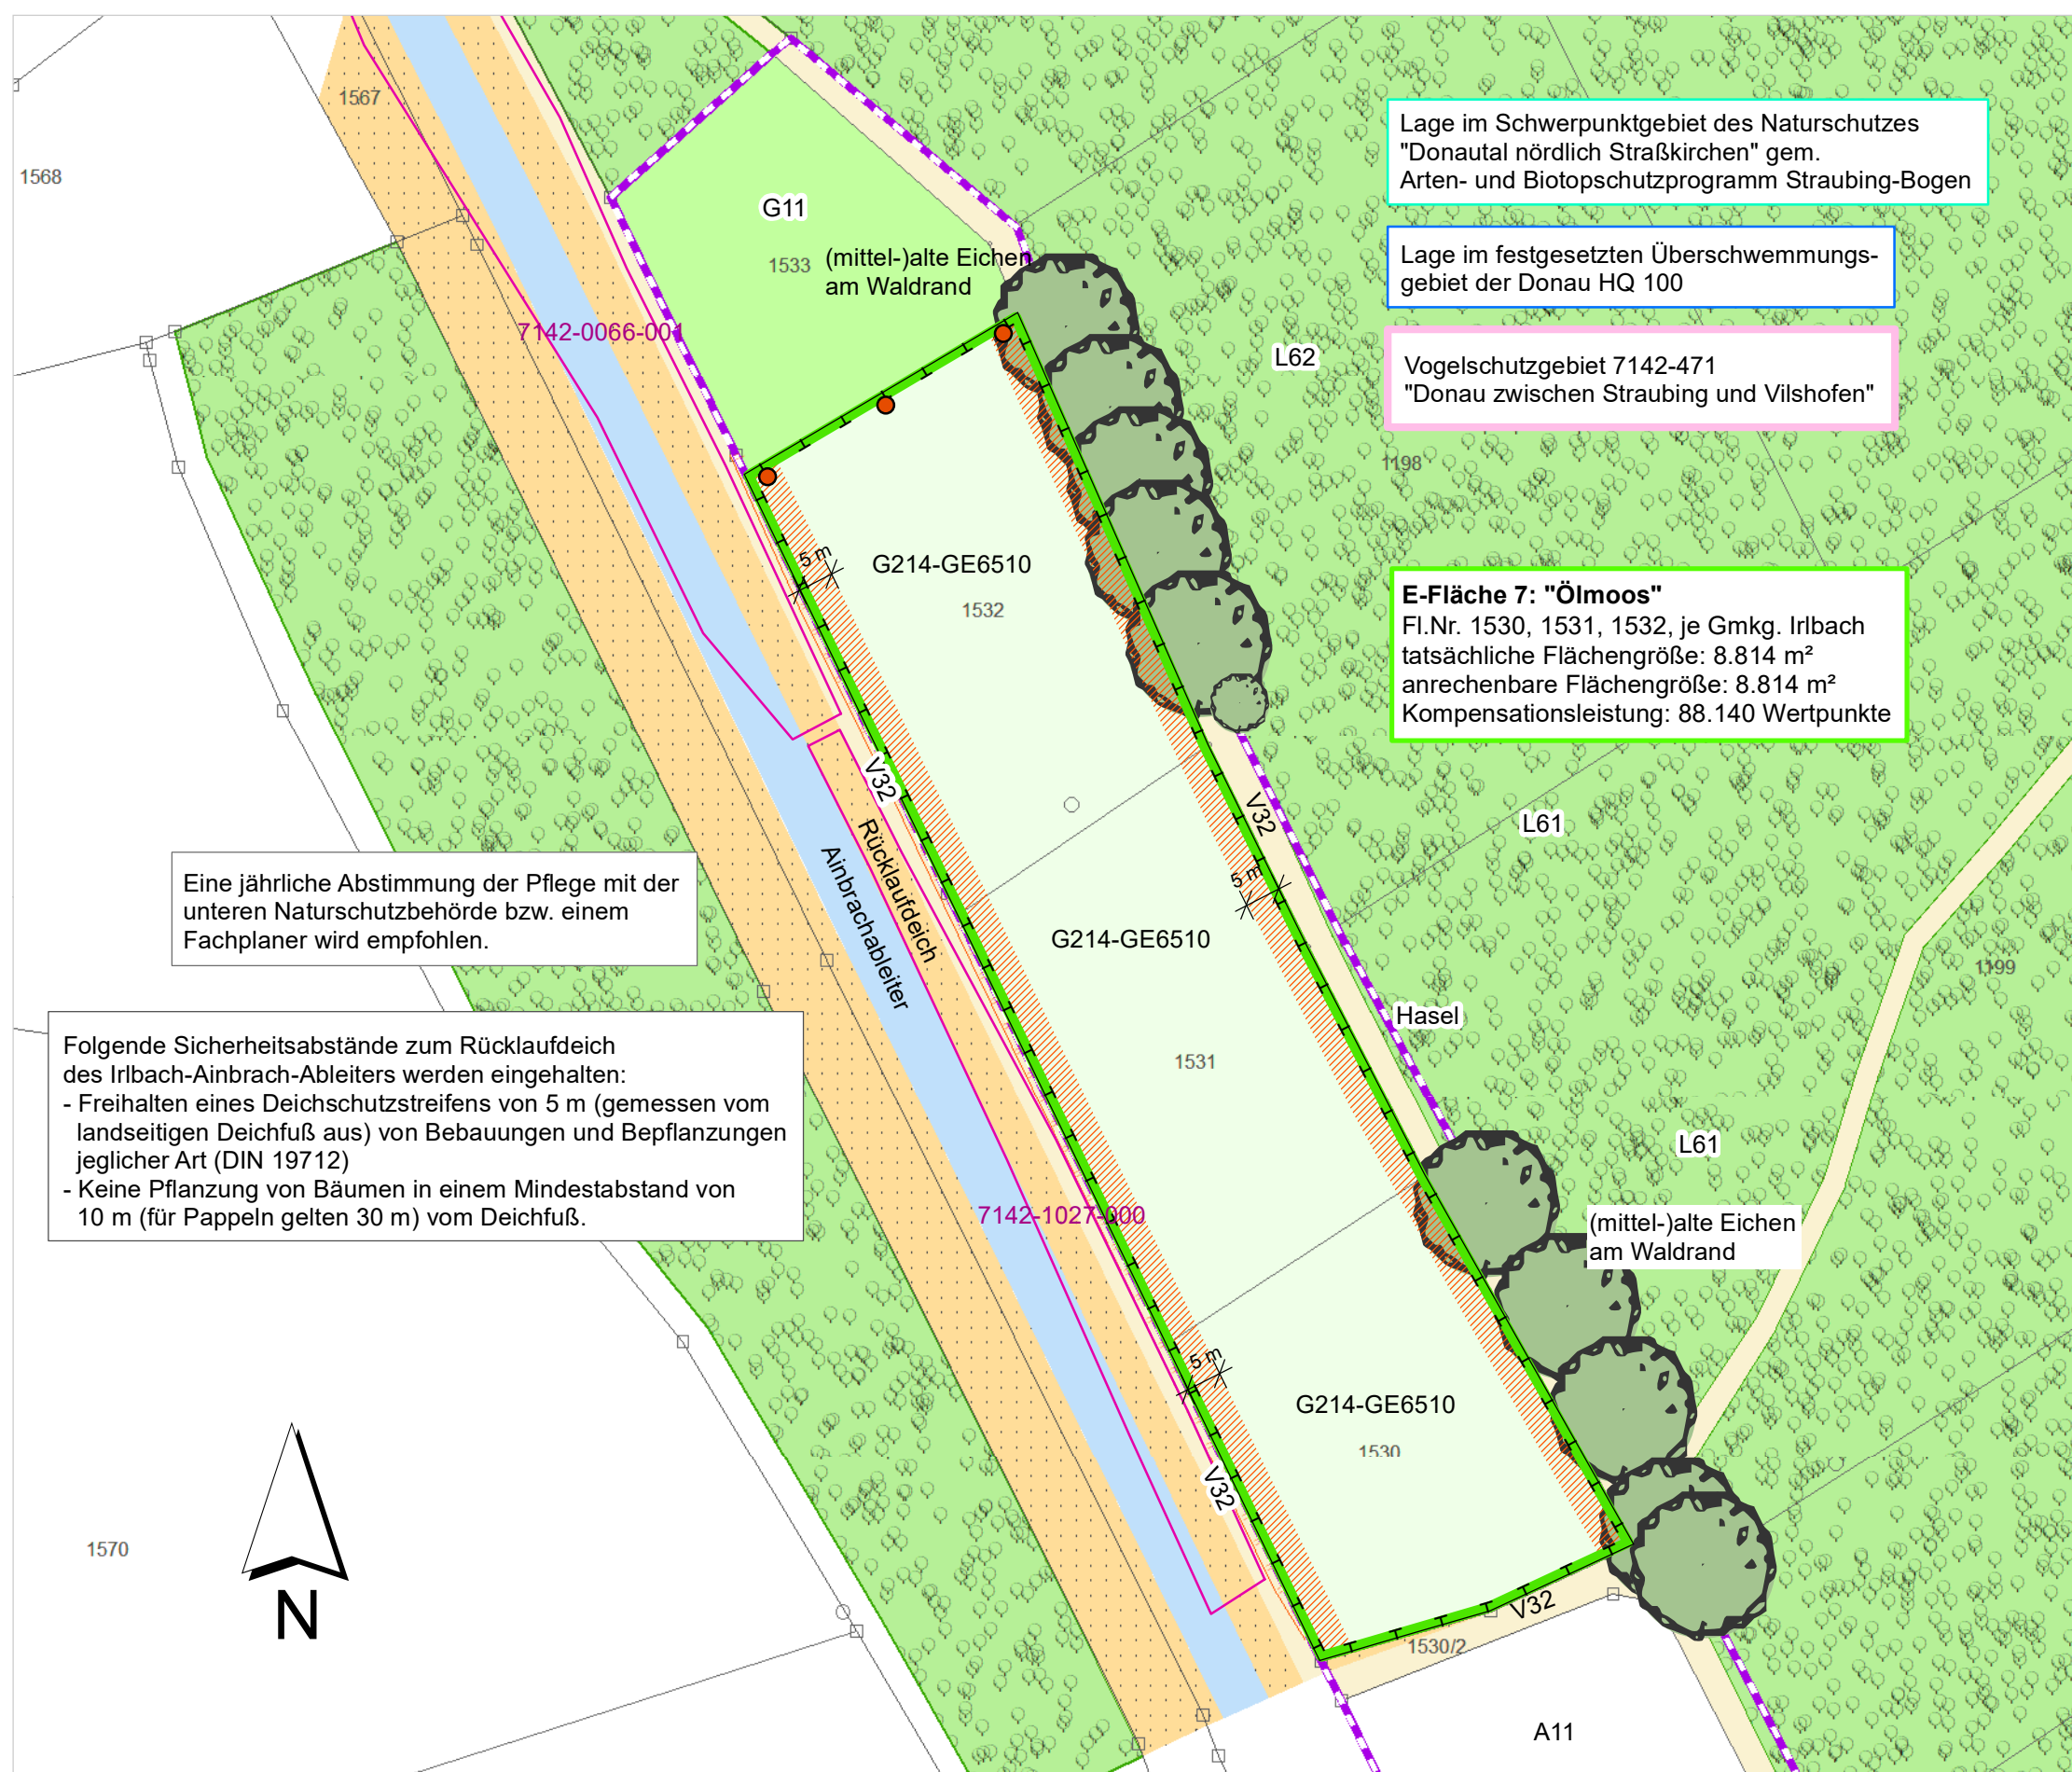 1567
1568
G11
1533
(mittel-)alte Eichen
am Waldrand
7142-0066-001
Lage im Schwerpunktgebiet des Naturschutzes
"Donautal nördlich Straßkirchen" gem.
Arten- und Biotopschutzprogramm Straubing-Bogen
Lage im festgesetzten Überschwemmungs-
gebiet der Donau HQ 100
Vogelschutzgebiet 7142-471
"Donau zwischen Straubing und Vilshofen"
L62
1198
5 m
G214-GE6510
1532
E-Fläche 7: "Ölmoos"
Fl.Nr. 1530, 1531, 1532, je Gmkg. Irlbach
tatsächliche Flächengröße: 8.814 m²
anrechenbare Flächengröße: 8.814 m²
Kompensationsleistung: 88.140 Wertpunkte
V32
V32
L61
Rücklaufdeich
Ainbrachableiter
5 m
Eine jährliche Abstimmung der Pflege mit der
unteren Naturschutzbehörde bzw. einem
Fachplaner wird empfohlen.
G214-GE6510
1199
Hasel
1531
Folgende Sicherheitsabstände zum Rücklaufdeich
des Irlbach-Ainbrach-Ableiters werden eingehalten:
- Freihalten eines Deichschutzstreifens von 5 m (gemessen vom
landseitigen Deichfuß aus) von Bebauungen und Bepflanzungen
jeglicher Art (DIN 19712)
- Keine Pflanzung von Bäumen in einem Mindestabstand von
10 m (für Pappeln gelten 30 m) vom Deichfuß.
L61
7142-1027-000
(mittel-)alte Eichen
am Waldrand
5 m
G214-GE6510
1530
V32
1570
N
V32
1530/2
A11